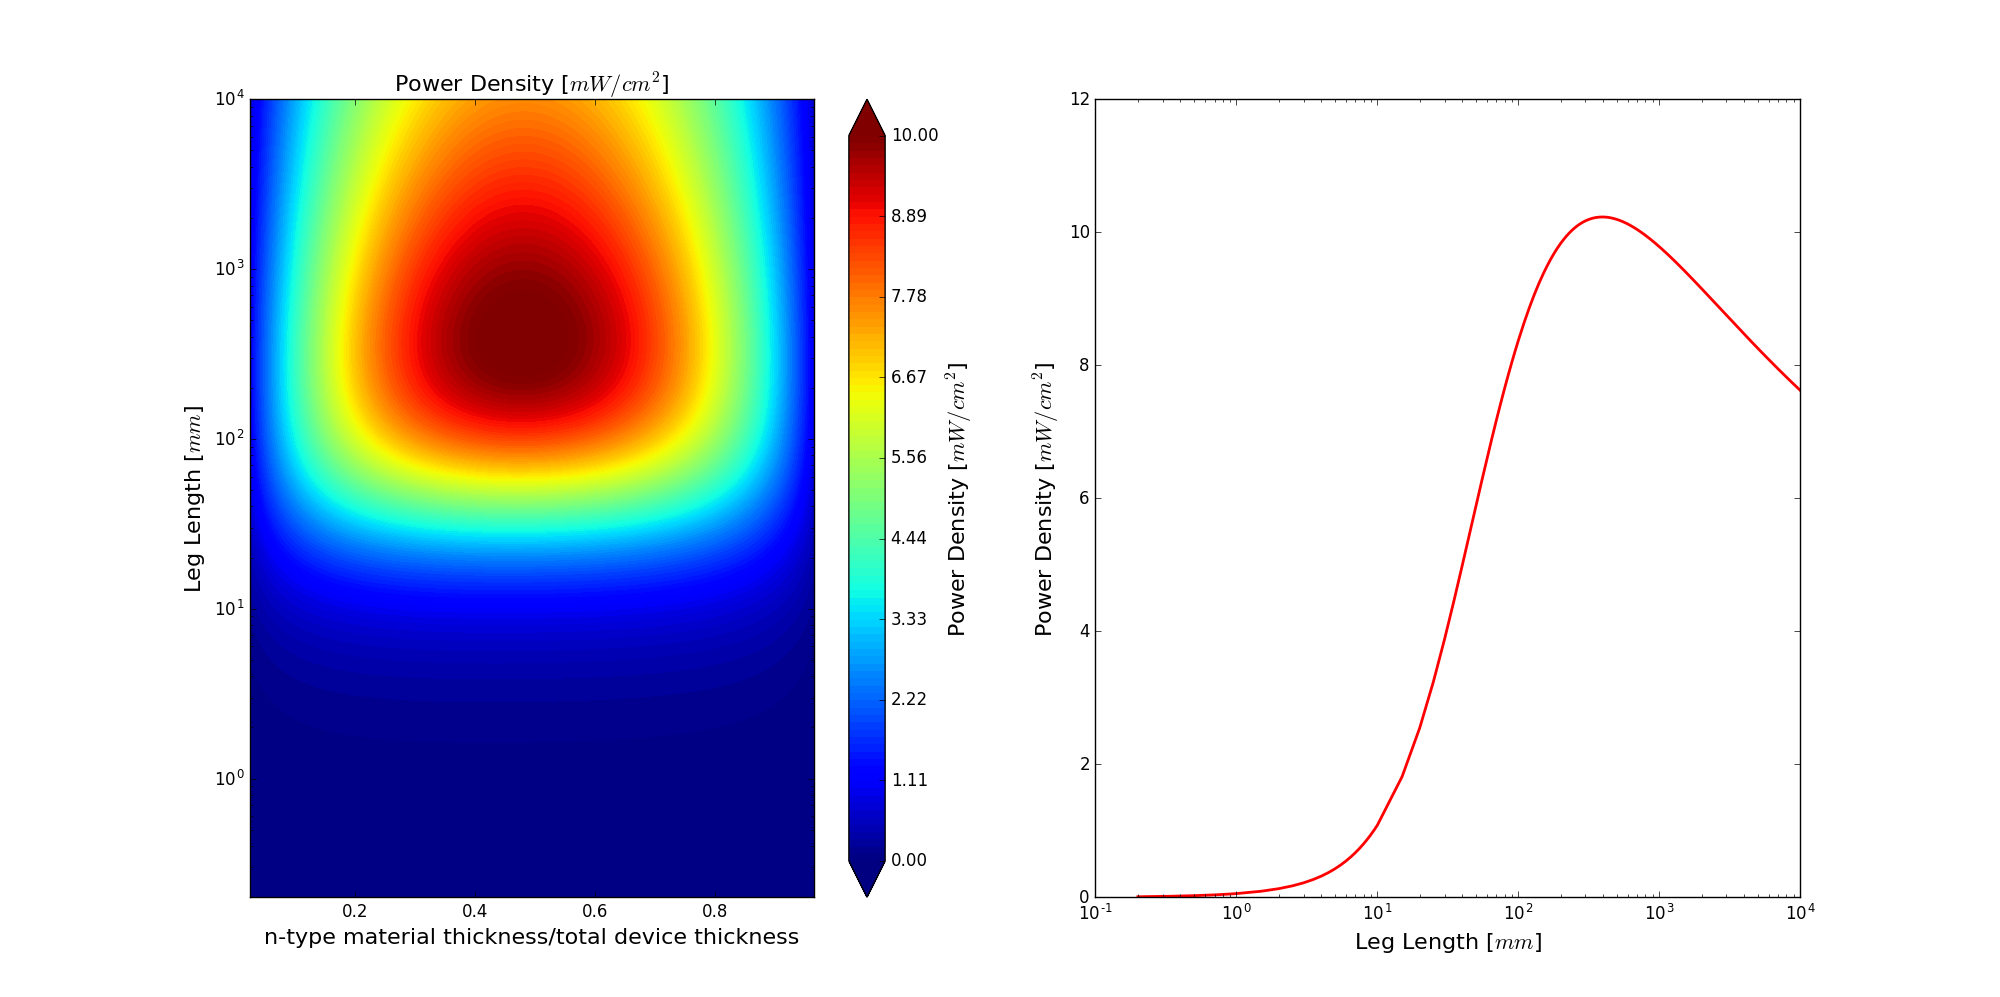 Power Density [mW/cm²]
10⁴
10³
10²
10¹
10⁰
Leg Length [mm]
0.2 0.4 0.6 0.8
n-type material thickness/total device thickness
10.00
8.89
7.78
6.67
5.56
4.44
3.33
2.22
1.11
0.00
Power Density [mW/cm²]
12
10
8
6
4
2
0
Power Density [mW/cm²]
10⁻¹ 10⁰ 10¹ 10² 10³ 10⁴
Leg Length [mm]